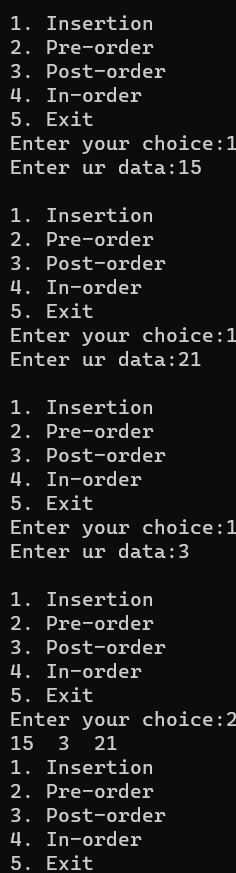 1. Insertion
2. Pre-order
3. Post-order
4. In-order
5. Exit
Enter your choice:1
Enter ur data:15

1. Insertion
2. Pre-order
3. Post-order
4. In-order
5. Exit
Enter your choice:1
Enter ur data:21

1. Insertion
2. Pre-order
3. Post-order
4. In-order
5. Exit
Enter your choice:1
Enter ur data:3

1. Insertion
2. Pre-order
3. Post-order
4. In-order
5. Exit
Enter your choice:2
15  3  21
1. Insertion
2. Pre-order
3. Post-order
4. In-order
5. Exit